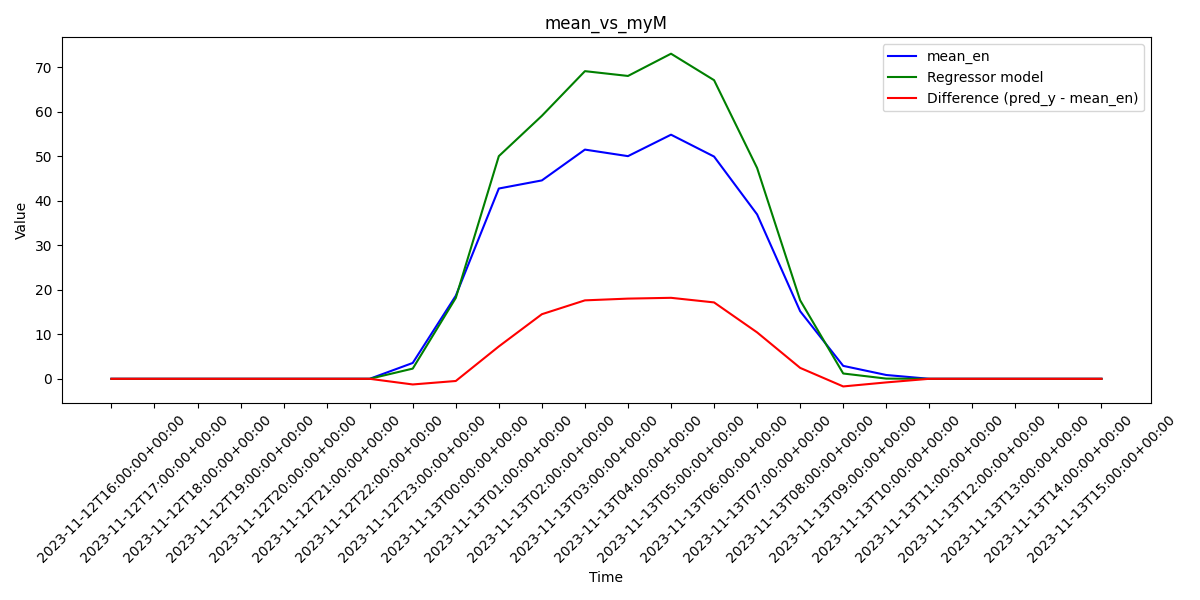 mean_vs_myM
mean_en
Regressor model
Difference (pred_y - mean_en)
Value
70
60
50
40
30
20
10
0
2023-11-12T16:00:00+00:00
2023-11-12T17:00:00+00:00
2023-11-12T18:00:00+00:00
2023-11-12T19:00:00+00:00
2023-11-12T20:00:00+00:00
2023-11-12T21:00:00+00:00
2023-11-12T22:00:00+00:00
2023-11-12T23:00:00+00:00
2023-11-13T00:00:00+00:00
2023-11-13T01:00:00+00:00
2023-11-13T02:00:00+00:00
2023-11-13T03:00:00+00:00
2023-11-13T04:00:00+00:00
2023-11-13T05:00:00+00:00
2023-11-13T06:00:00+00:00
2023-11-13T07:00:00+00:00
2023-11-13T08:00:00+00:00
2023-11-13T09:00:00+00:00
2023-11-13T10:00:00+00:00
2023-11-13T11:00:00+00:00
2023-11-13T12:00:00+00:00
2023-11-13T13:00:00+00:00
2023-11-13T14:00:00+00:00
2023-11-13T15:00:00+00:00
Time